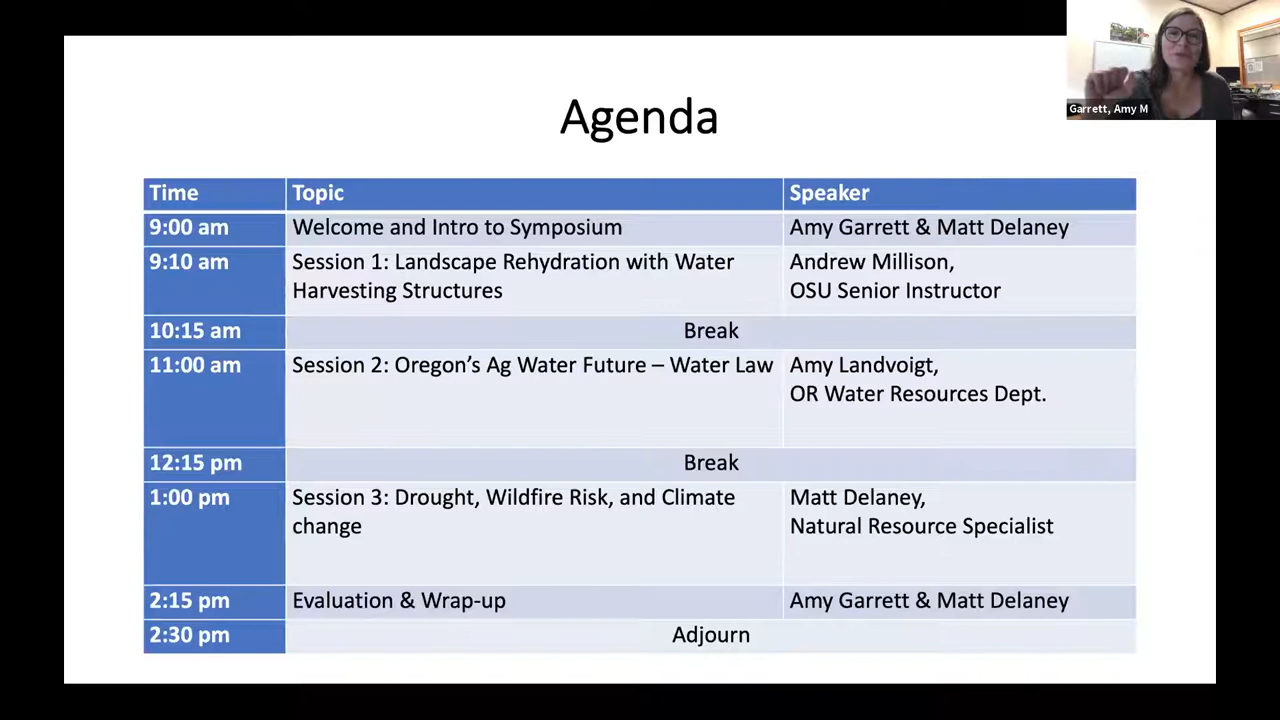 Garrett, Amy M
Agenda
Time Topic Speaker
9:00 am Welcome and Intro to Symposium Amy Garrett & Matt Delaney
9:10 am Session 1: Landscape Rehydration with Water Andrew Millison,
Harvesting Structures OSU Senior Instructor
10:15 am Break
11:00 am Session 2: Oregon’s Ag Water Future – Water Law Amy Landvoigt,
OR Water Resources Dept.
12:15 pm Break
1:00 pm Session 3: Drought, Wildfire Risk, and Climate Matt Delaney,
change Natural Resource Specialist
2:15 pm Evaluation & Wrap-up Amy Garrett & Matt Delaney
2:30 pm Adjourn